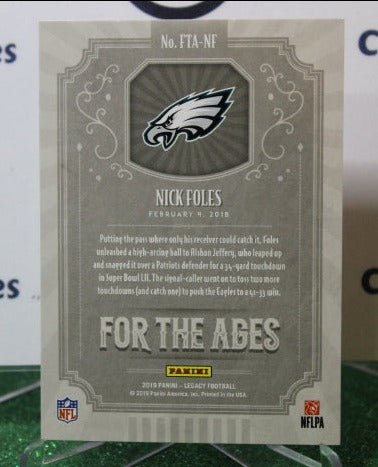 No. FTA-NF
NICK FOLES
FEBRUARY 4, 2018
Putting the pass where only his receiver could catch it, Foles
unleashed a high-arcing ball to Alshon Jeffery, who leaped up
and snagged it over a Patriots defender for a 34-yard touchdown
in Super Bowl LII. The signal-caller went on to toss two more
touchdowns (and catch one) to push the Eagles to a 41-33 win.
FOR THE AGES
PANINI
2019 PANINI - LEGACY FOOTBALL
© 2019 Panini America, Inc. Printed in the USA.
NFL
NFLPA